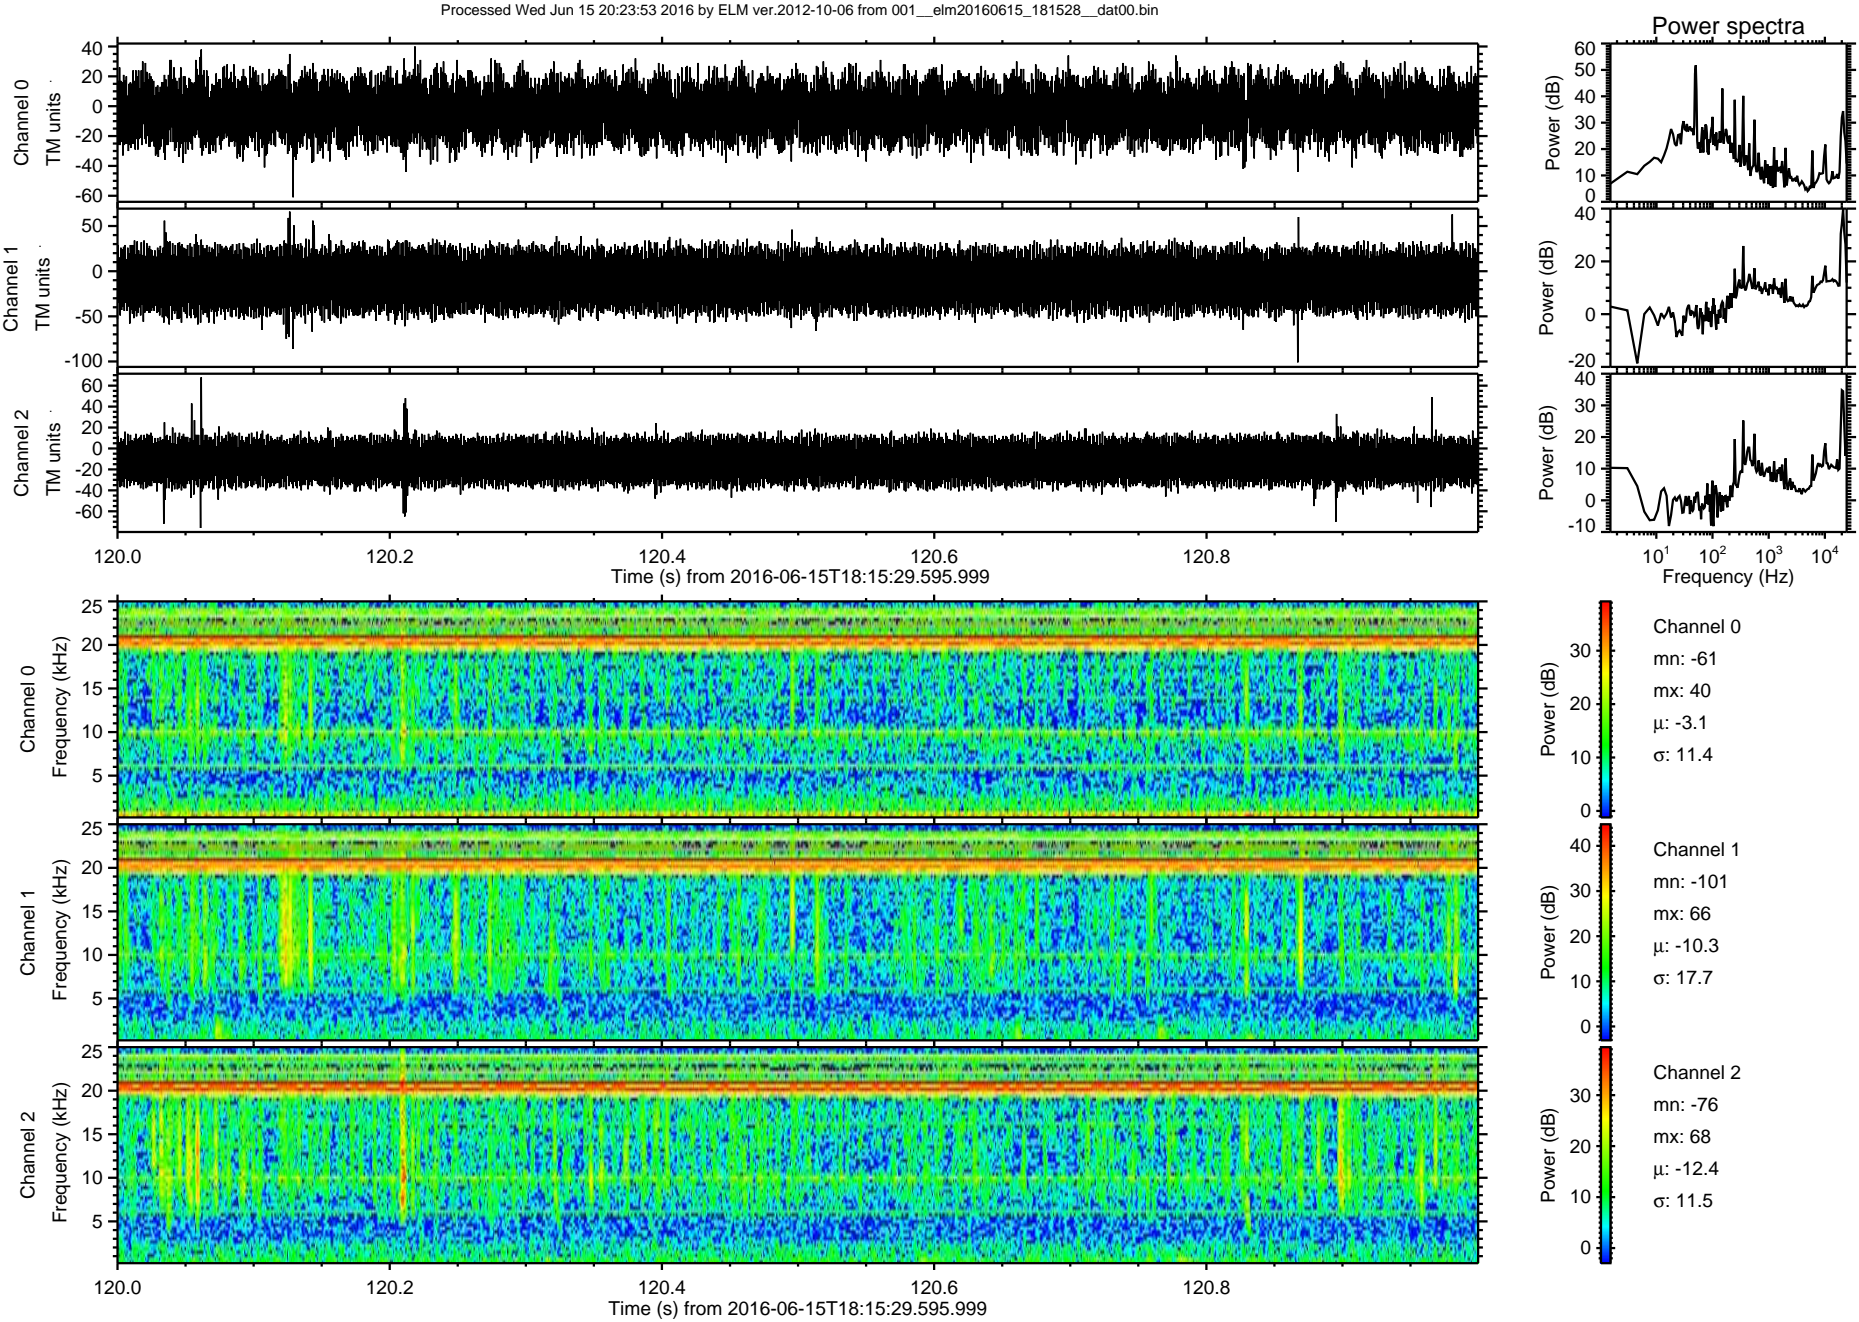 Processed Wed Jun 15 20:23:53 2016 by ELM ver.2012-10-06 from 001__elm20160615_181528__dat00.bin
Power spectra
Channel 0
TM units
40
20
0
-20
-40
-60
Power (dB)
60
50
40
30
20
10
0
Channel 1
TM units
50
0
-50
-100
Power (dB)
40
20
0
-20
Channel 2
TM units
60
40
20
0
-20
-40
-60
Power (dB)
40
30
20
10
0
-10
120.0 120.2 120.4 120.6 120.8
Time (s) from 2016-06-15T18:15:29.595.999
10¹ 10² 10³ 10⁴
Frequency (Hz)
Channel 0
Frequency (kHz)
25
20
15
10
5
Power (dB)
30
20
10
0
Channel 0
mn: -61
mx: 40
µ: -3.1
σ: 11.4
Channel 1
Frequency (kHz)
25
20
15
10
5
Power (dB)
40
30
20
10
0
Channel 1
mn: -101
mx: 66
µ: -10.3
σ: 17.7
Channel 2
Frequency (kHz)
25
20
15
10
5
Power (dB)
30
20
10
0
Channel 2
mn: -76
mx: 68
µ: -12.4
σ: 11.5
120.0 120.2 120.4 120.6 120.8
Time (s) from 2016-06-15T18:15:29.595.999